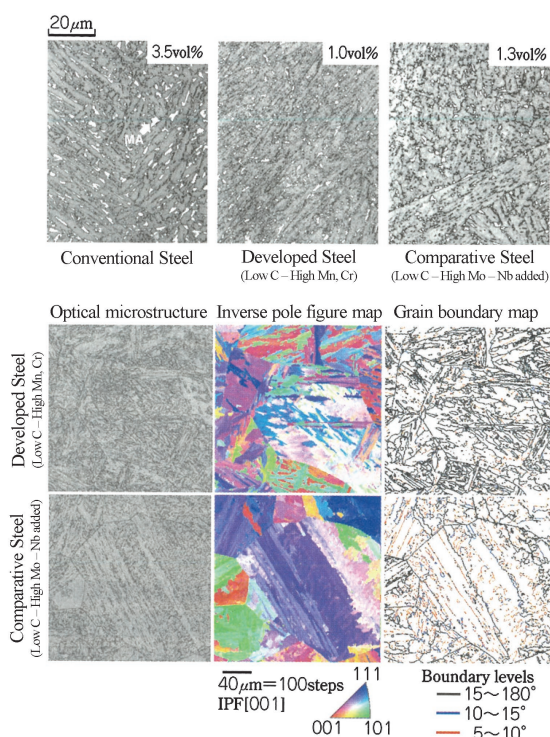 20μm
3.5vol%
1.0vol%
1.3vol%
MA
Conventional Steel
Developed Steel
(Low C – High Mn, Cr)
Comparative Steel
(Low C – High Mo – Nb added)
Optical microstructure
Inverse pole figure map
Grain boundary map
Developed Steel
(Low C – High Mn, Cr)
Comparative Steel
(Low C – High Mo – Nb added)
40μm=100steps
IPF[001]
111
001
101
Boundary levels
15~180°
10~15°
5~10°